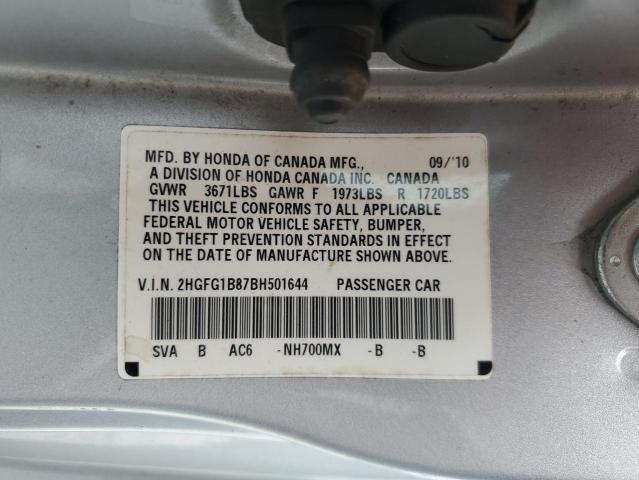 MFD. BY HONDA OF CANADA MFG., 09/'10
A DIVISION OF HONDA CANADA INC. CANADA
GVWR 3671LBS GAWR F 1973LBS R 1720LBS
THIS VEHICLE CONFORMS TO ALL APPLICABLE
FEDERAL MOTOR VEHICLE SAFETY, BUMPER,
AND THEFT PREVENTION STANDARDS IN EFFECT
ON THE DATE OF MANUFACTURE SHOWN ABOVE.
V.I.N. 2HGFG1B87BH501644 PASSENGER CAR
SVA B AC6 -NH700MX -B -B